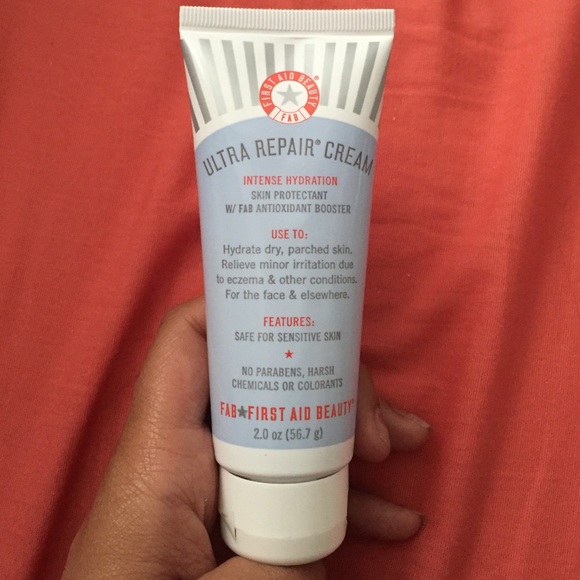 FIRST AID BEAUTY®
FAB
ULTRA REPAIR® CREAM
INTENSE HYDRATION
SKIN PROTECTANT
W/ FAB ANTIOXIDANT BOOSTER
USE TO:
Hydrate dry, parched skin.
Relieve minor irritation due
to eczema & other conditions.
For the face & elsewhere.
FEATURES:
SAFE FOR SENSITIVE SKIN
NO PARABENS, HARSH
CHEMICALS OR COLORANTS
FAB★FIRST AID BEAUTY®
2.0 oz (56.7 g)